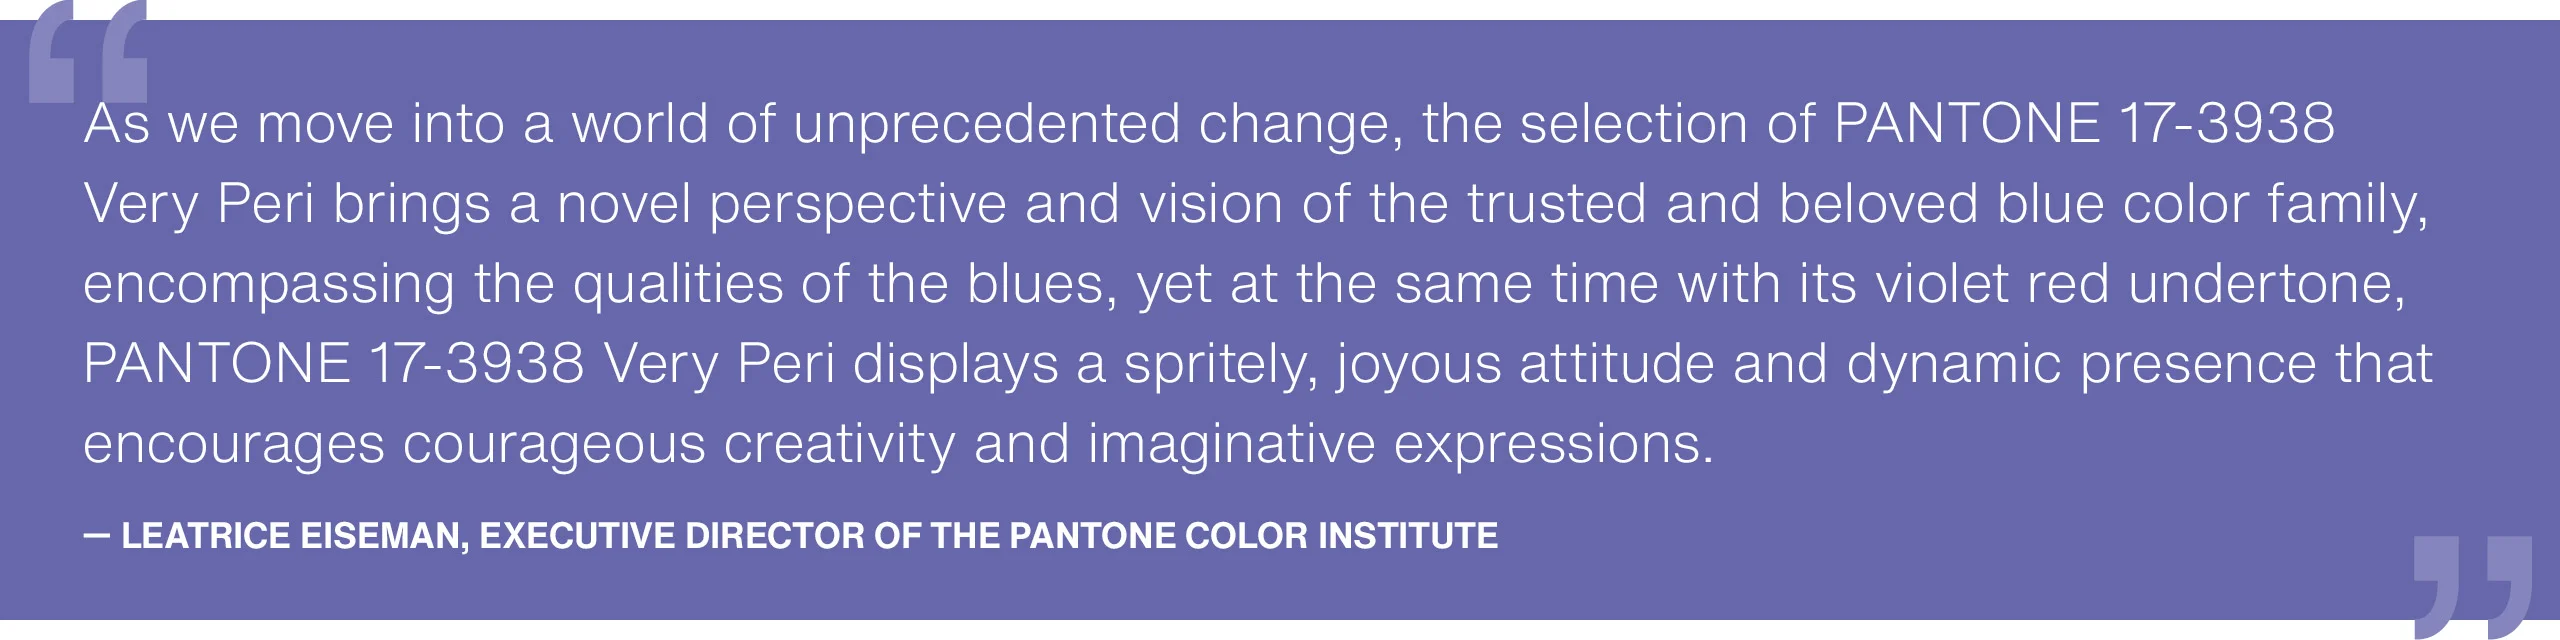 As we move into a world of unprecedented change, the selection of PANTONE 17-3938
Very Peri brings a novel perspective and vision of the trusted and beloved blue color family,
encompassing the qualities of the blues, yet at the same time with its violet red undertone,
PANTONE 17-3938 Very Peri displays a spritely, joyous attitude and dynamic presence that
encourages courageous creativity and imaginative expressions.
— LEATRICE EISEMAN, EXECUTIVE DIRECTOR OF THE PANTONE COLOR INSTITUTE